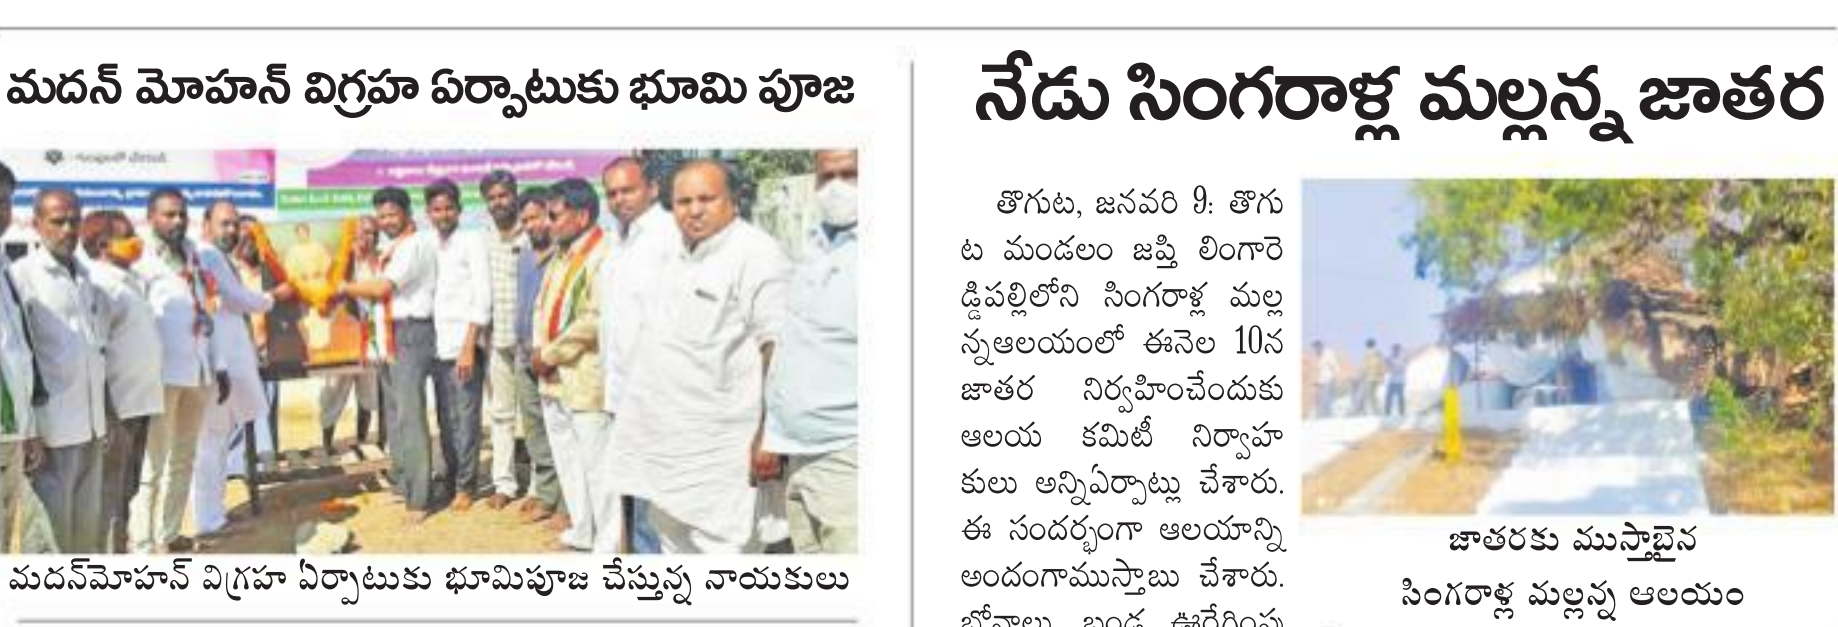 మదన్ మోహన్ విగ్రహ ఏర్పాటుకు భూమి పూజ
మదన్‌మోహన్ విగ్రహ ఏర్పాటుకు భూమిపూజ చేస్తున్న నాయకులు
నేడు సింగరాళ్ల మల్లన్న జాతర
తొగుట, జనవరి 9: తొగు
ట మండలం జప్తి లింగారె
డ్డిపల్లిలోని సింగరాళ్ల మల్ల
న్నఆలయంలో ఈనెల 10న
జాతర నిర్వహించేందుకు
ఆలయ కమిటీ నిర్వాహ
కులు అన్నిఏర్పాట్లు చేశారు.
ఈ సందర్భంగా ఆలయాన్ని
అందంగాముస్తాబు చేశారు.
జాతరకు ముస్తాబైన
సింగరాళ్ల మల్లన్న ఆలయం